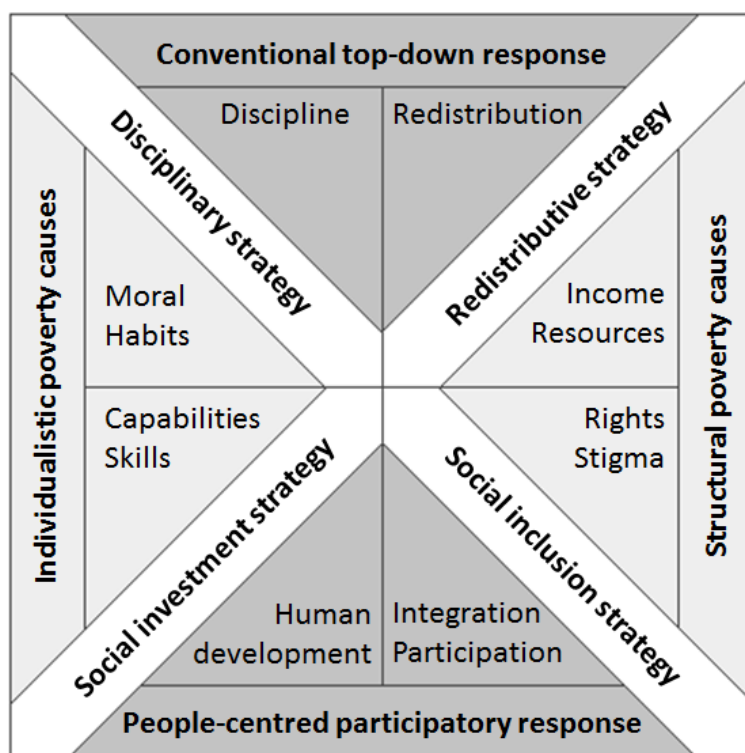 Conventional top-down response
Discipline
Redistribution
Disciplinary strategy
Redistributive strategy
Individualistic poverty causes
Moral
Habits
Income
Resources
Structural poverty causes
Capabilities
Skills
Rights
Stigma
Social investment strategy
Social inclusion strategy
Human
development
Integration
Participation
People-centred participatory response